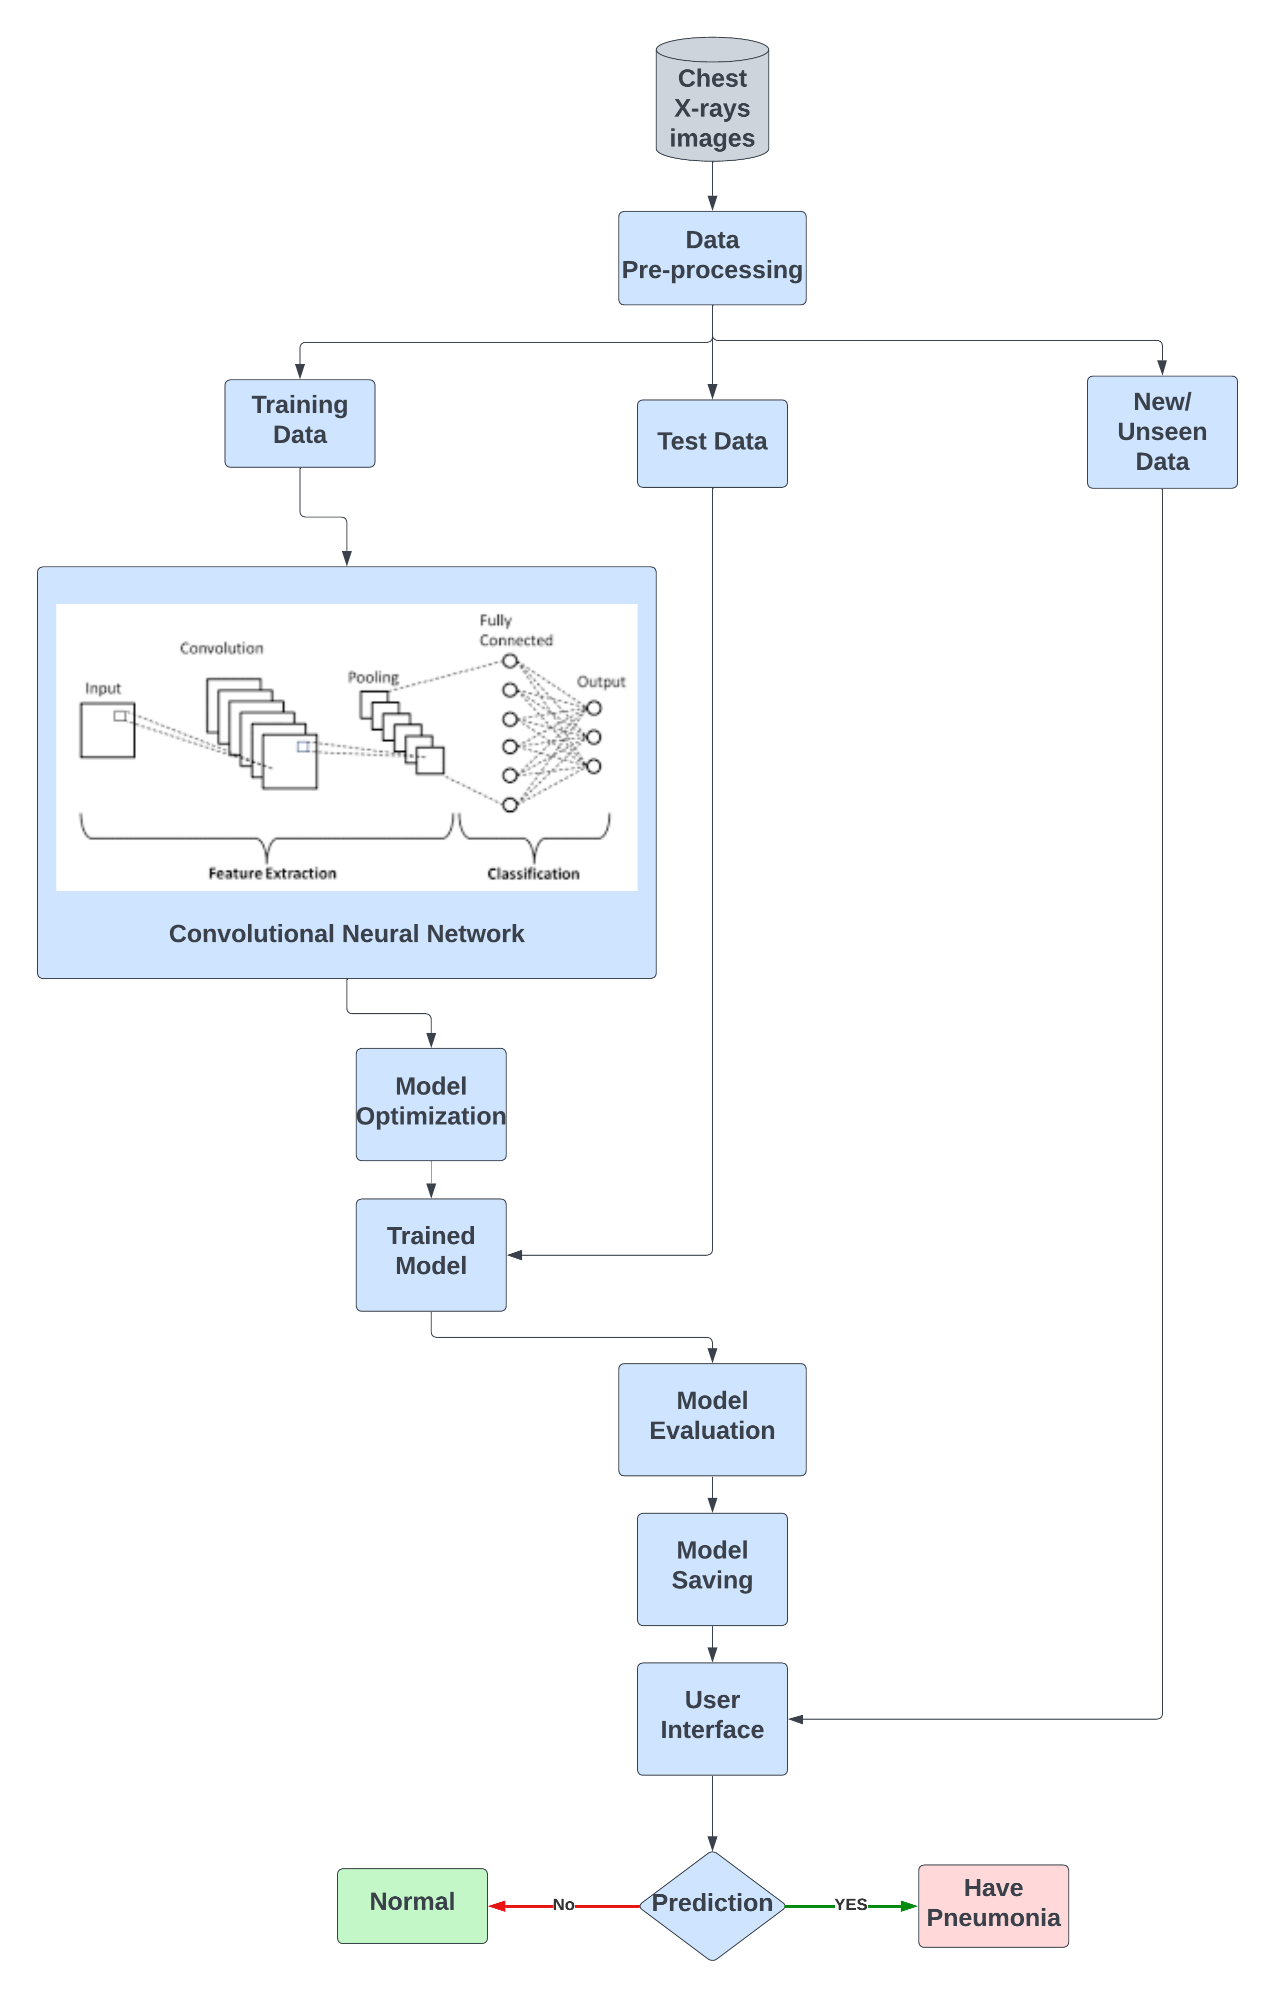 Chest
X-rays
images
Data
Pre-processing
Training
Data
Test Data
New/
Unseen
Data
Fully
Connected
Convolution
Pooling
Output
Input
Feature Extraction
Classification
Convolutional Neural Network
Model
Optimization
Trained
Model
Model
Evaluation
Model
Saving
User
Interface
Normal
No
Prediction
YES
Have
Pneumonia